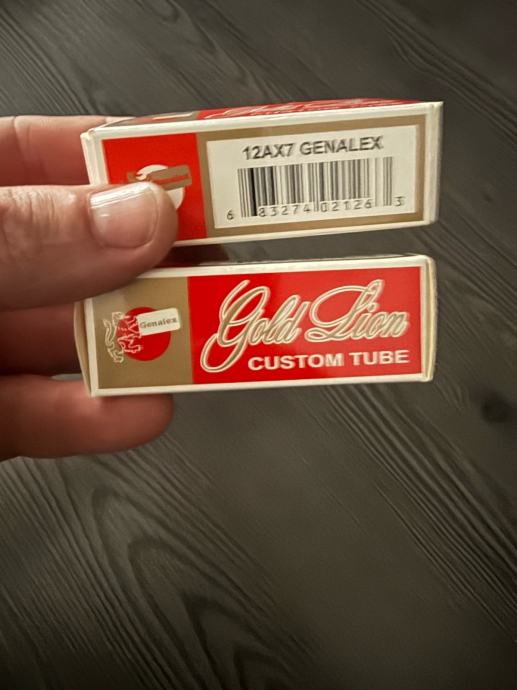 12AX7 GENALEX
6 83274 02126 3
Genalex
Gold Lion
CUSTOM TUBE